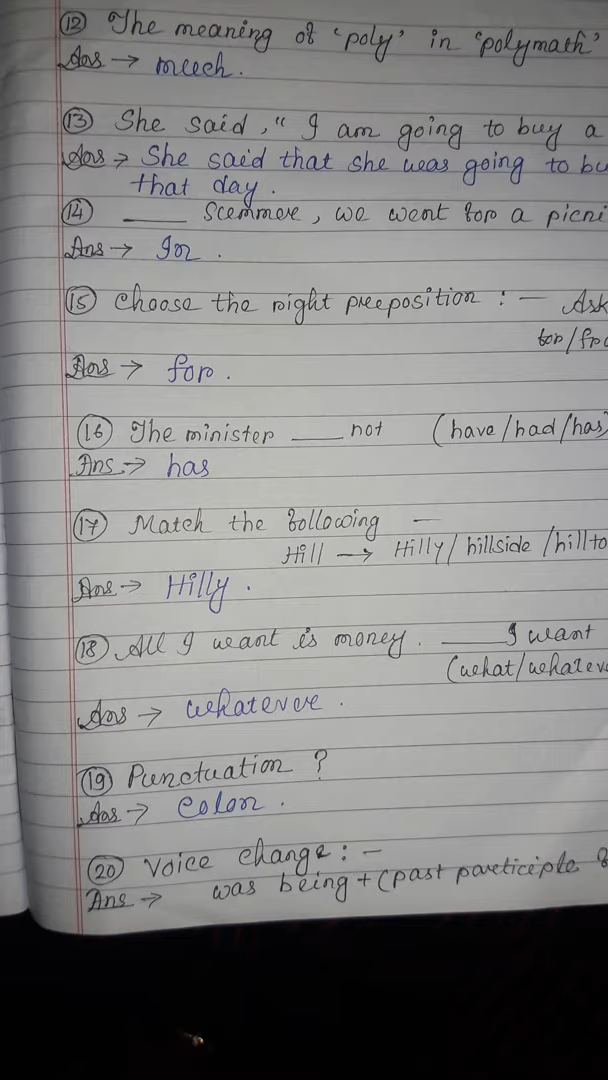 ⑫ The meaning of 'poly' in 'polymath'
Ans → much.
⑬ She said, " I am going to buy a
Ans → She said that she was going to bu
that day.
⑭ ____ Summer, we went for a picni
Ans → In.
⑮ Choose the right preposition : — Ask
for/fro
Ans → for.
⑯ The minister ____ not (have/had/has)
Ans → has
⑰ Match the following —
Hill → Hilly/ hillside /hillto
Ans → Hilly.
⑱ All I want is money. ____ I want
(what/whateve
Ans → whatever.
⑲ Punctuation ?
Ans → Colon.
⑳ Voice change : —
Ans → was being + (past participle of